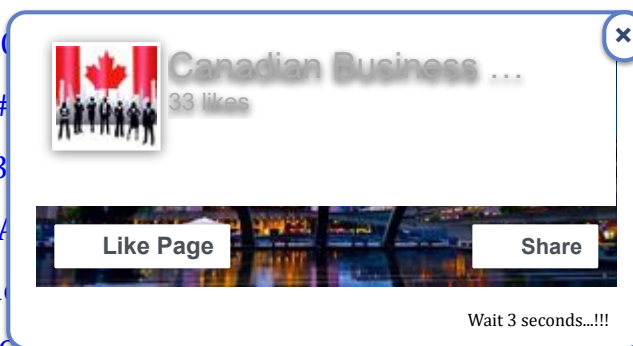 ×
Canadian Business ...
33 likes
Like Page
Share
Wait 3 seconds...!!!